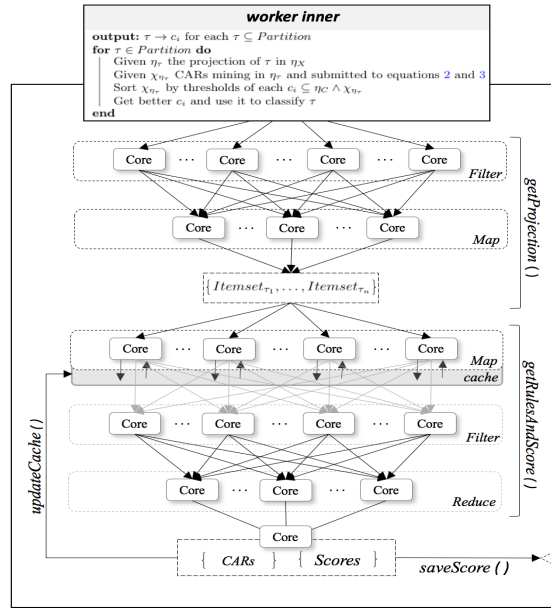 worker inner
output: τ → c_i for each τ ⊆ Partition
for τ ∈ Partition do
Given η_τ the projection of τ in η_X
Given χ_{η_τ} CARs mining in η_τ and submitted to equations 2 and 3
Sort χ_{η_τ} by thresholds of each c_i ⊆ η_C ∧ χ_{η_τ}
Get better c_i and use it to classify τ
end
Core ··· Core ··· Core ··· Core
Filter
Core ··· Core ··· Core
Map
getProjection()
{Itemset_{τ_1}, . . . , Itemset_{τ_n}}
Core ··· Core ··· Core ··· Core
Map
cache
Core ··· Core ··· Core ··· Core
Filter
Core ··· Core ··· Core
Reduce
getRulesAndScore()
updateCache()
Core
{ CARs } { Scores }
saveScore()